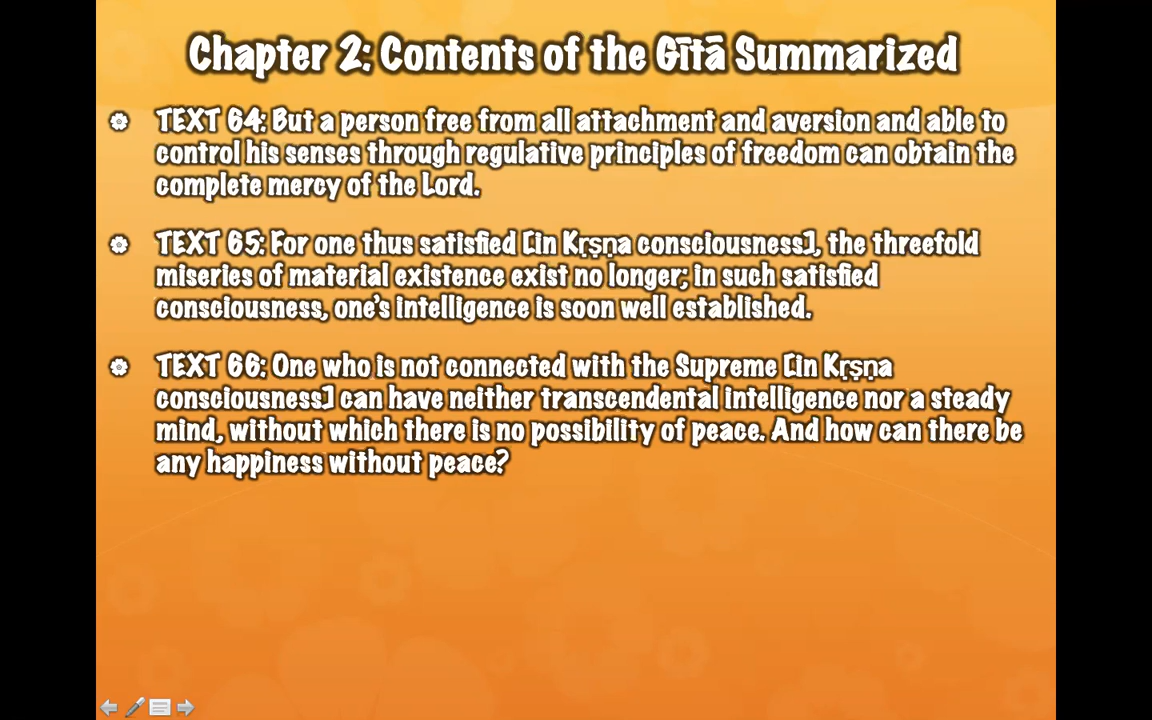 Chapter 2: Contents of the Gītā Summarized
TEXT 64: But a person free from all attachment and aversion and able to
control his senses through regulative principles of freedom can obtain the
complete mercy of the Lord.
TEXT 65: For one thus satisfied [in Kṛṣṇa consciousness], the threefold
miseries of material existence exist no longer; in such satisfied
consciousness, one's intelligence is soon well established.
TEXT 66: One who is not connected with the Supreme [in Kṛṣṇa
consciousness] can have neither transcendental intelligence nor a steady
mind, without which there is no possibility of peace. And how can there be
any happiness without peace?